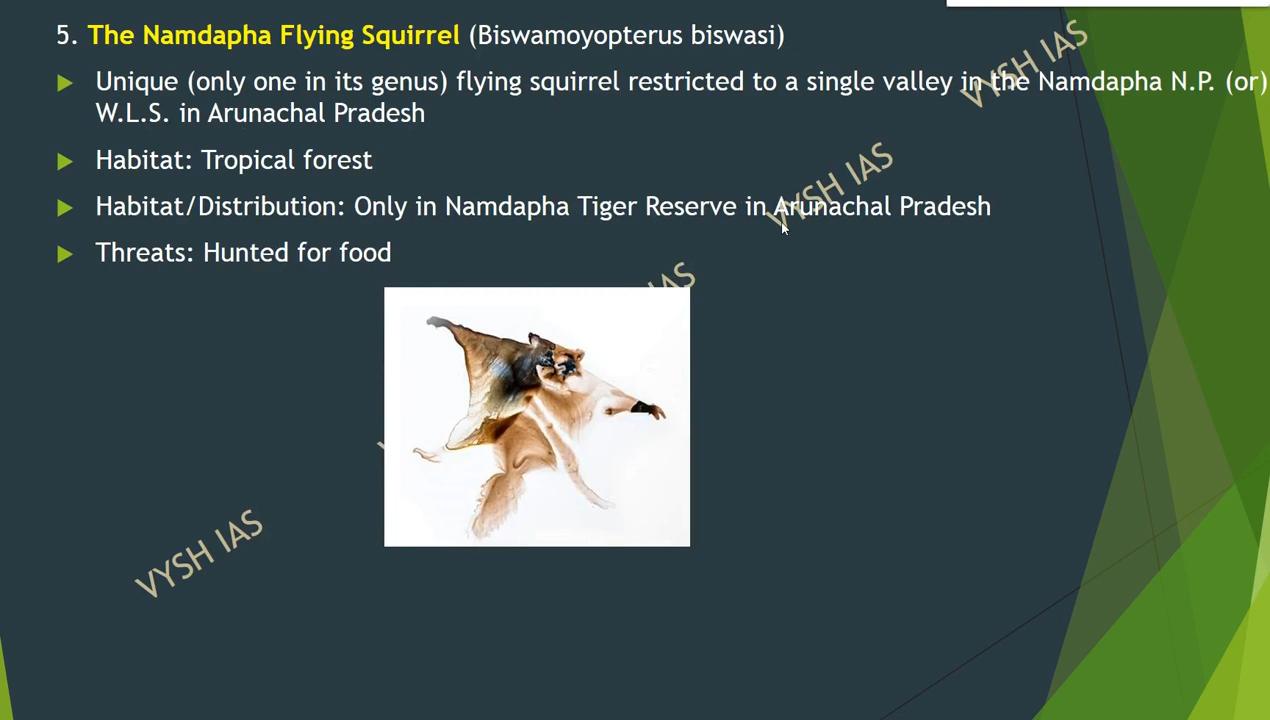 5. The Namdapha Flying Squirrel (Biswamoyopterus biswasi)
Unique (only one in its genus) flying squirrel restricted to a single valley in the Namdapha N.P. (or)
W.L.S. in Arunachal Pradesh
Habitat: Tropical forest
Habitat/Distribution: Only in Namdapha Tiger Reserve in Arunachal Pradesh
Threats: Hunted for food
VYSH IAS
VYSH IAS
IAS
VYSH IAS